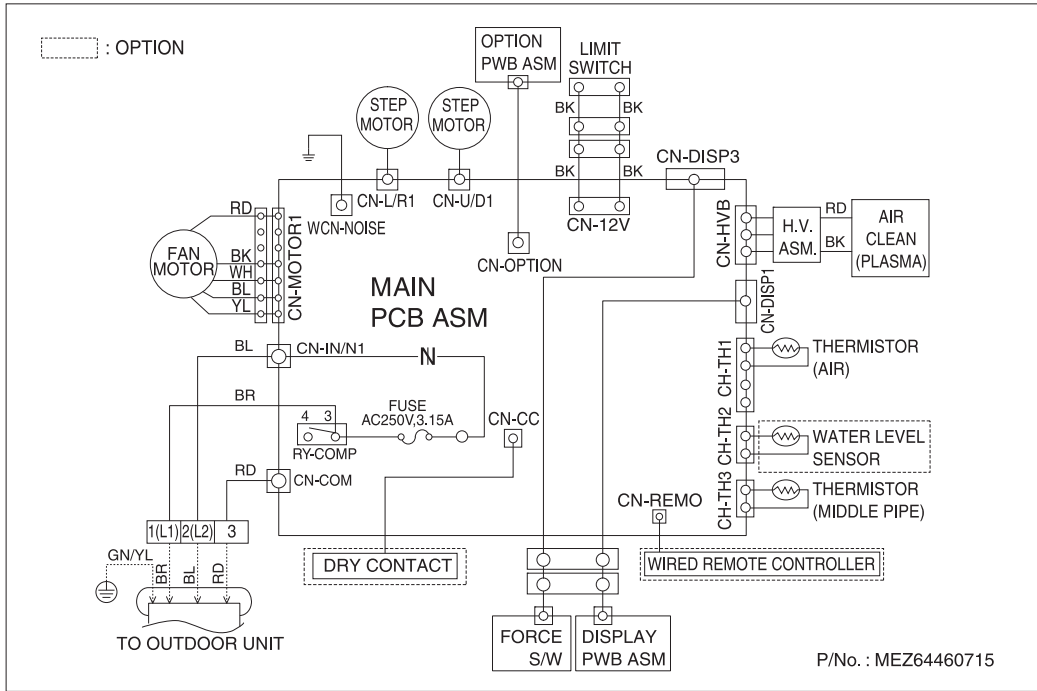 : OPTION
OPTION
PWB ASM
LIMIT
SWITCH
STEP
MOTOR
STEP
MOTOR
BK
BK
BK
BK
CN-DISP3
CN-L/R1
CN-U/D1
CN-12V
WCN-NOISE
CN-OPTION
RD
BK
WH
BL
YL
FAN
MOTOR
CN-MOTOR1
MAIN
PCB ASM
CN-HVB
H.V.
ASM.
RD
BK
AIR
CLEAN
(PLASMA)
CN-DISP1
BL
CN-IN/N1
N
CH-TH1
THERMISTOR
(AIR)
BR
4 3
RY-COMP
FUSE
AC250V,3.15A
CN-CC
CH-TH2
WATER LEVEL
SENSOR
RD
CN-COM
CH-TH3
THERMISTOR
(MIDDLE PIPE)
CN-REMO
1(L1) 2(L2) 3
GN/YL
BR
BL
RD
TO OUTDOOR UNIT
DRY CONTACT
WIRED REMOTE CONTROLLER
FORCE
S/W
DISPLAY
PWB ASM
P/No. : MEZ64460715